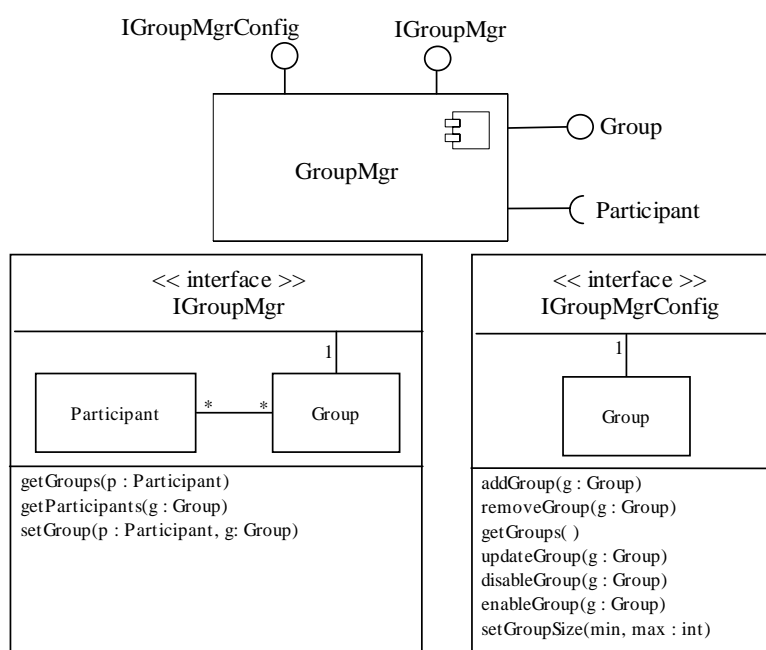 IGroupMgrConfig
IGroupMgr
GroupMgr
Group
Participant
<< interface >>
IGroupMgr
1
Participant
*
*
Group
getGroups(p : Participant)
getParticipants(g : Group)
setGroup(p : Participant, g: Group)
<< interface >>
IGroupMgrConfig
1
Group
addGroup(g : Group)
removeGroup(g : Group)
getGroups( )
updateGroup(g : Group)
disableGroup(g : Group)
enableGroup(g : Group)
setGroupSize(min, max : int)